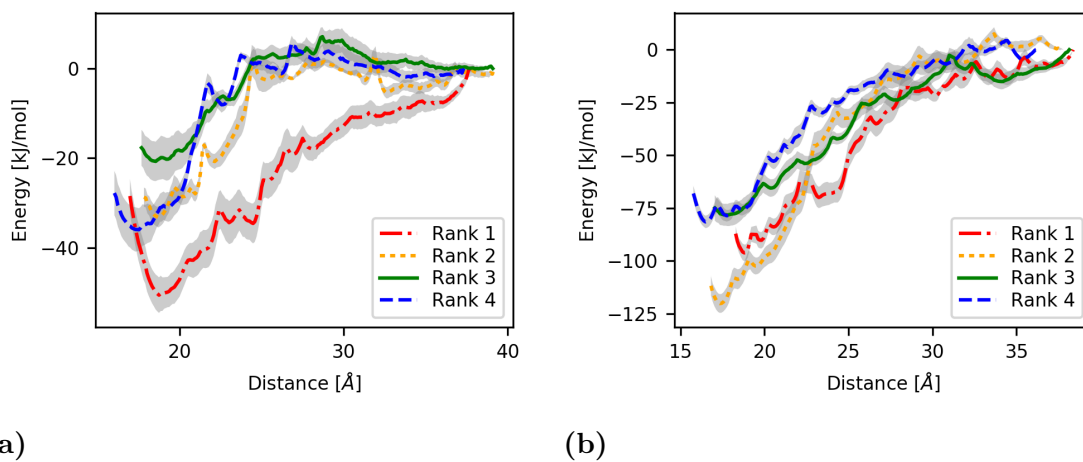 0
−20
−40
Energy [kJ/mol]
20
30
40
Distance [Å]
Rank 1
Rank 2
Rank 3
Rank 4
a)
0
−25
−50
−75
−100
−125
Energy [kJ/mol]
15
20
25
30
35
Distance [Å]
Rank 1
Rank 2
Rank 3
Rank 4
(b)